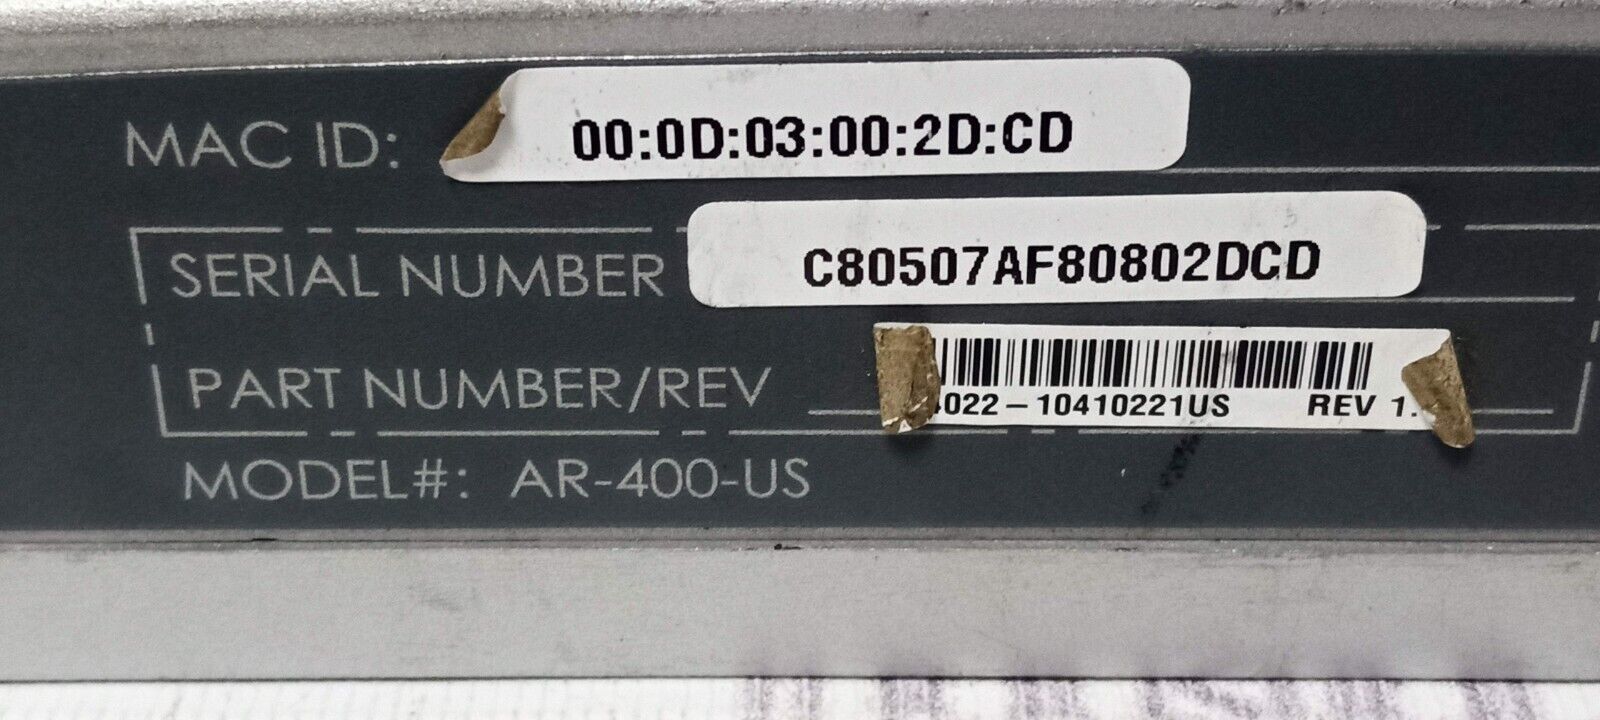 MAC ID: 00:0D:03:00:2D:CD
SERIAL NUMBER C80507AF80802DCD
PART NUMBER/REV 022-10410221US REV 1.
MODEL#: AR-400-US